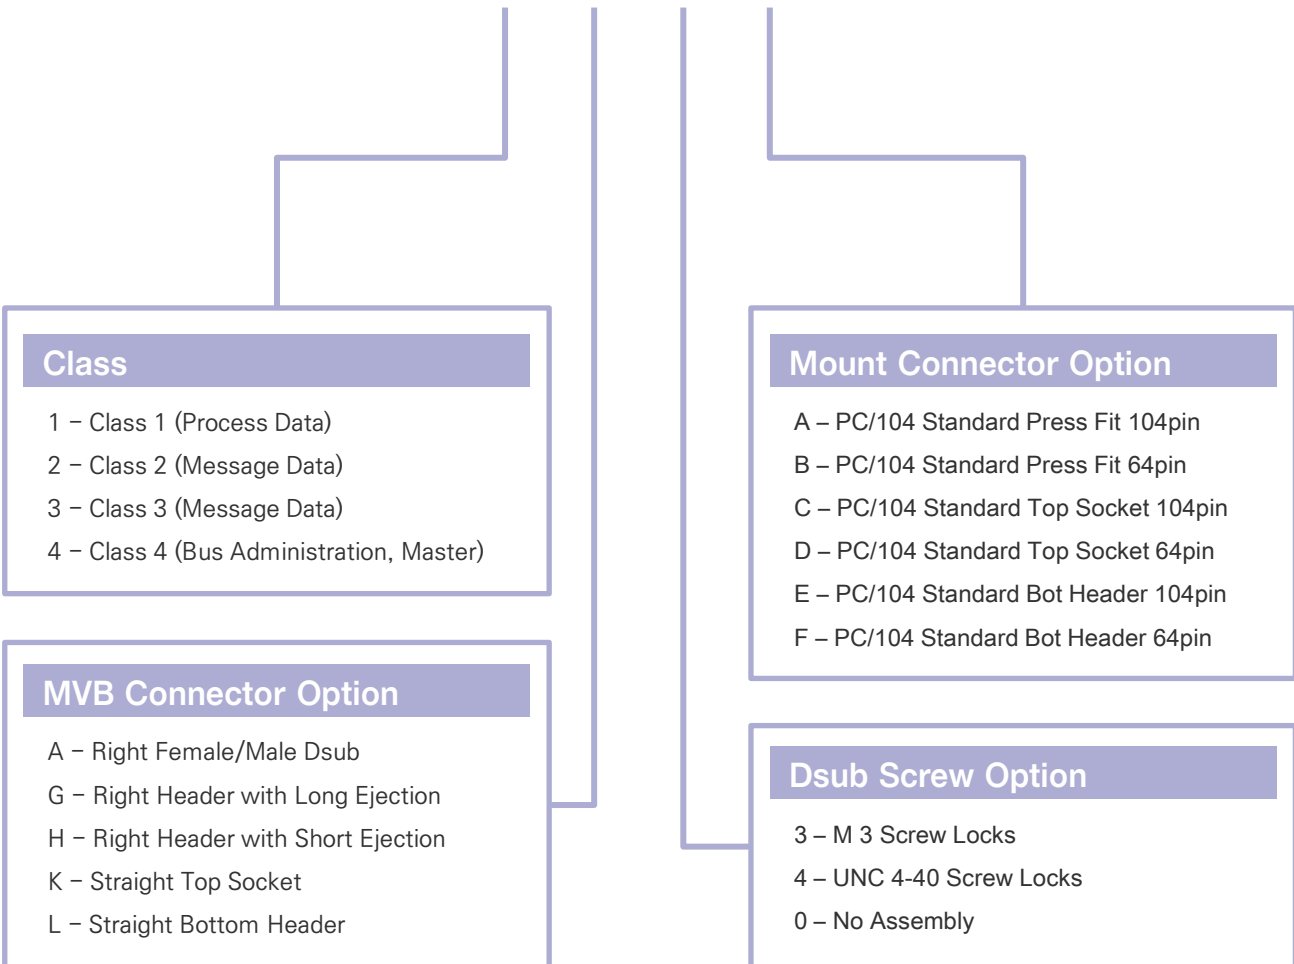 Class
1 – Class 1 (Process Data)
2 – Class 2 (Message Data)
3 – Class 3 (Message Data)
4 – Class 4 (Bus Administration, Master)
MVB Connector Option
A – Right Female/Male Dsub
G – Right Header with Long Ejection
H – Right Header with Short Ejection
K – Straight Top Socket
L – Straight Bottom Header
Mount Connector Option
A – PC/104 Standard Press Fit 104pin
B – PC/104 Standard Press Fit 64pin
C – PC/104 Standard Top Socket 104pin
D – PC/104 Standard Top Socket 64pin
E – PC/104 Standard Bot Header 104pin
F – PC/104 Standard Bot Header 64pin
Dsub Screw Option
3 – M 3 Screw Locks
4 – UNC 4-40 Screw Locks
0 – No Assembly